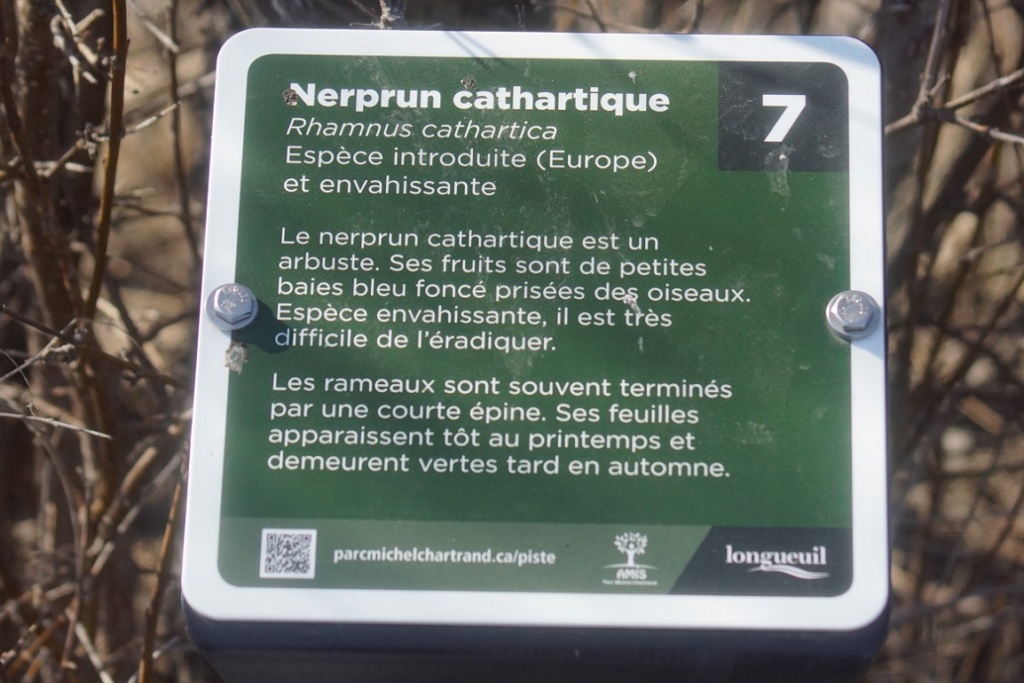 Nerprun cathartique
7
Rhamnus cathartica
Espèce introduite (Europe)
et envahissante
Le nerprun cathartique est un
arbuste. Ses fruits sont de petites
baies bleu foncé prisées des oiseaux.
Espèce envahissante, il est très
difficile de l'éradiquer.
Les rameaux sont souvent terminés
par une courte épine. Ses feuilles
apparaissent tôt au printemps et
demeurent vertes tard en automne.
parcmichelchartrand.ca/piste
AMIS
Parc Michel-Chartrand
longueuil